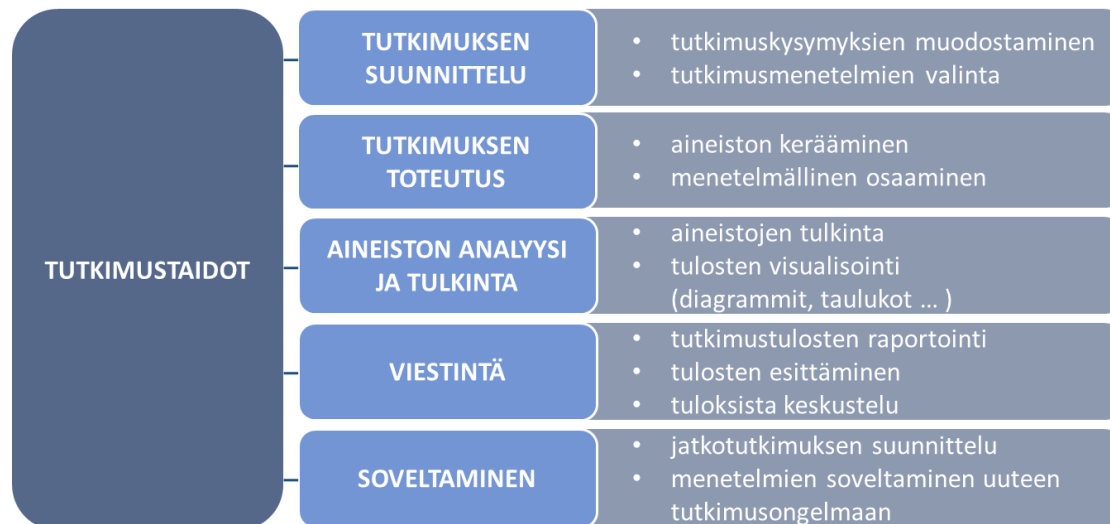 TUTKIMUSTAIDOT
TUTKIMUKSEN
SUUNNITTELU
• tutkimuskysymyksien muodostaminen
• tutkimusmenetelmien valinta
TUTKIMUKSEN
TOTEUTUS
• aineiston kerääminen
• menetelmällinen osaaminen
AINEISTON ANALYYSI
JA TULKINTA
• aineistojen tulkinta
• tulosten visualisointi
(diagrammit, taulukot ... )
VIESTINTÄ
• tutkimustulosten raportointi
• tulosten esittäminen
• tuloksista keskustelu
SOVELTAMINEN
• jatkotutkimuksen suunnittelu
• menetelmien soveltaminen uuteen
tutkimusongelmaan